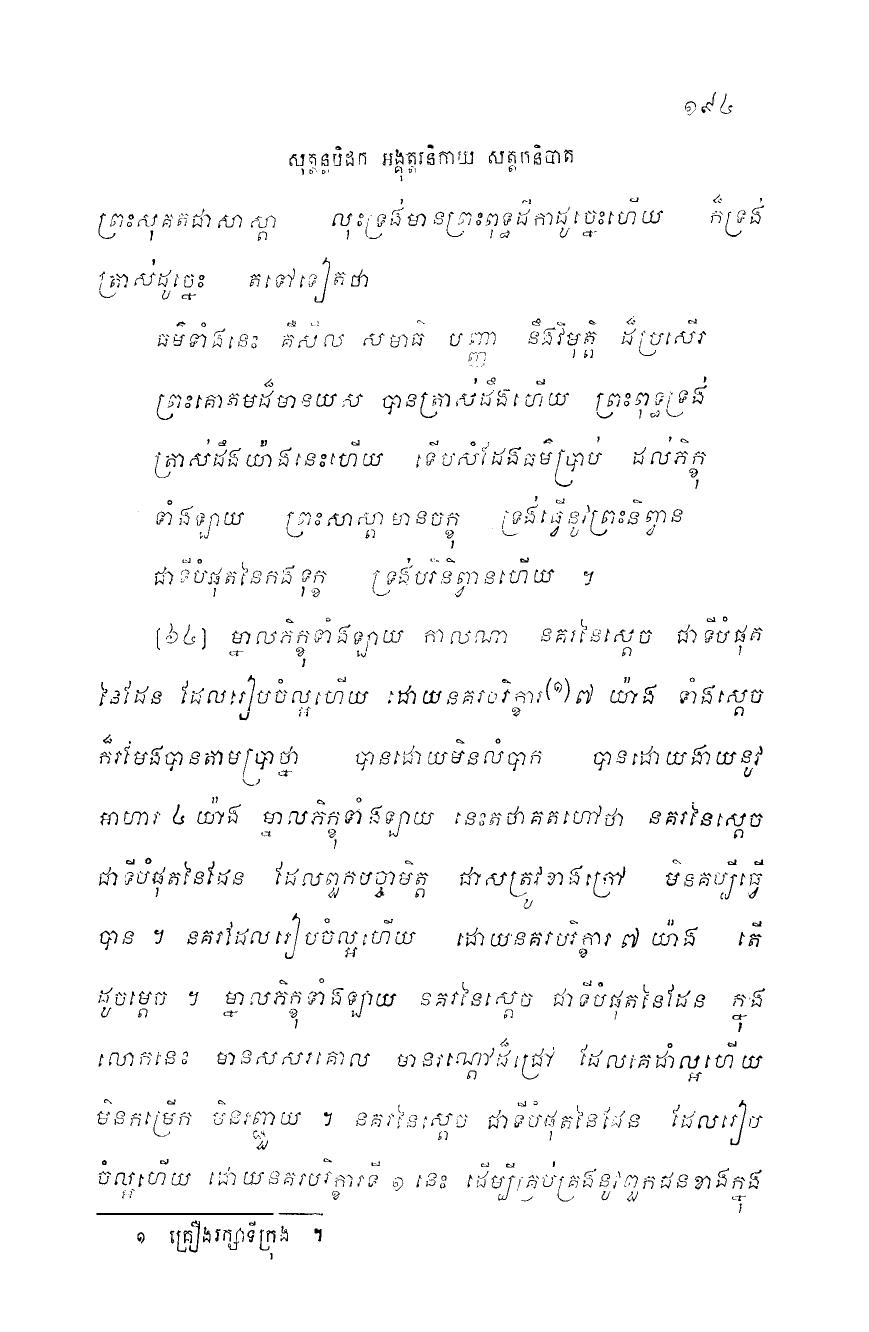 ១៩៤
សុត្តន្តបិដក អង្គុត្តរនិកាយ សត្តកនិបាត
ព្រះសុគតជាសាស្តា លុះទ្រង់មានព្រះពុទ្ធដីកាដូច្នេះហើយ ក៏ទ្រង់
ត្រាស់ដូច្នេះ តទៅទៀតថា
ធម៌ទាំងនេះ គឺសីល សមាធិ បញ្ញា នឹងវិមុត្តិ ដ៏ប្រសើរ
ព្រះគោតមដ៏មានយស បានត្រាស់ដឹងហើយ ព្រះពុទ្ធទ្រង់
ត្រាស់ដឹងយ៉ាងនេះហើយ ទើបសំដែងធម៌ប្រាប់ ដល់ភិក្ខុ
ទាំងឡាយ ព្រះសាស្តាមានចក្ខុ ទ្រង់ធ្វើនូវព្រះនិព្វាន
ជាទីបំផុតនៃកងទុក្ខ ទ្រង់បរិនិព្វានហើយ ។
[៦៤] ម្នាលភិក្ខុទាំងឡាយ កាលណា នគរនៃស្តេច ជាទីបំផុត
នៃដែន ដែលរៀបចំល្អហើយ ដោយនគរបរិក្ខារ(១)៧ យ៉ាង ទាំងស្តេច
ក៏រមែងបានតាមប្រាថ្នា បានដោយមិនលំបាក បានដោយងាយនូវ
អាហារ ៤ យ៉ាង ម្នាលភិក្ខុទាំងឡាយ នេះតថាគតហៅថា នគរនៃស្តេច
ជាទីបំផុតនៃដែន ដែលពួកបច្ចាមិត្ត ជាសត្រូវខាងក្រៅ មិនគប្បីធ្វើ
បាន ។ នគរដែលរៀបចំល្អហើយ ដោយនគរបរិក្ខារ ៧ យ៉ាង តើ
ដូចម្តេច ។ ម្នាលភិក្ខុទាំងឡាយ នគរនៃស្តេច ជាទីបំផុតនៃដែន ក្នុង
លោកនេះ មានសសរគោល មានរណ្តៅដ៏ជ្រៅ ដែលគេដាំល្អហើយ
មិនកម្រើក មិនរញ្ជួយ ។ នគរនៃស្តេច ជាទីបំផុតនៃដែន ដែលរៀប
ចំល្អហើយ ដោយនគរបរិក្ខារទី ១ នេះ ដើម្បីគ្រប់គ្រងនូវពួកជនខាងក្នុង
១ គ្រឿងរក្សាទីក្រុង ។